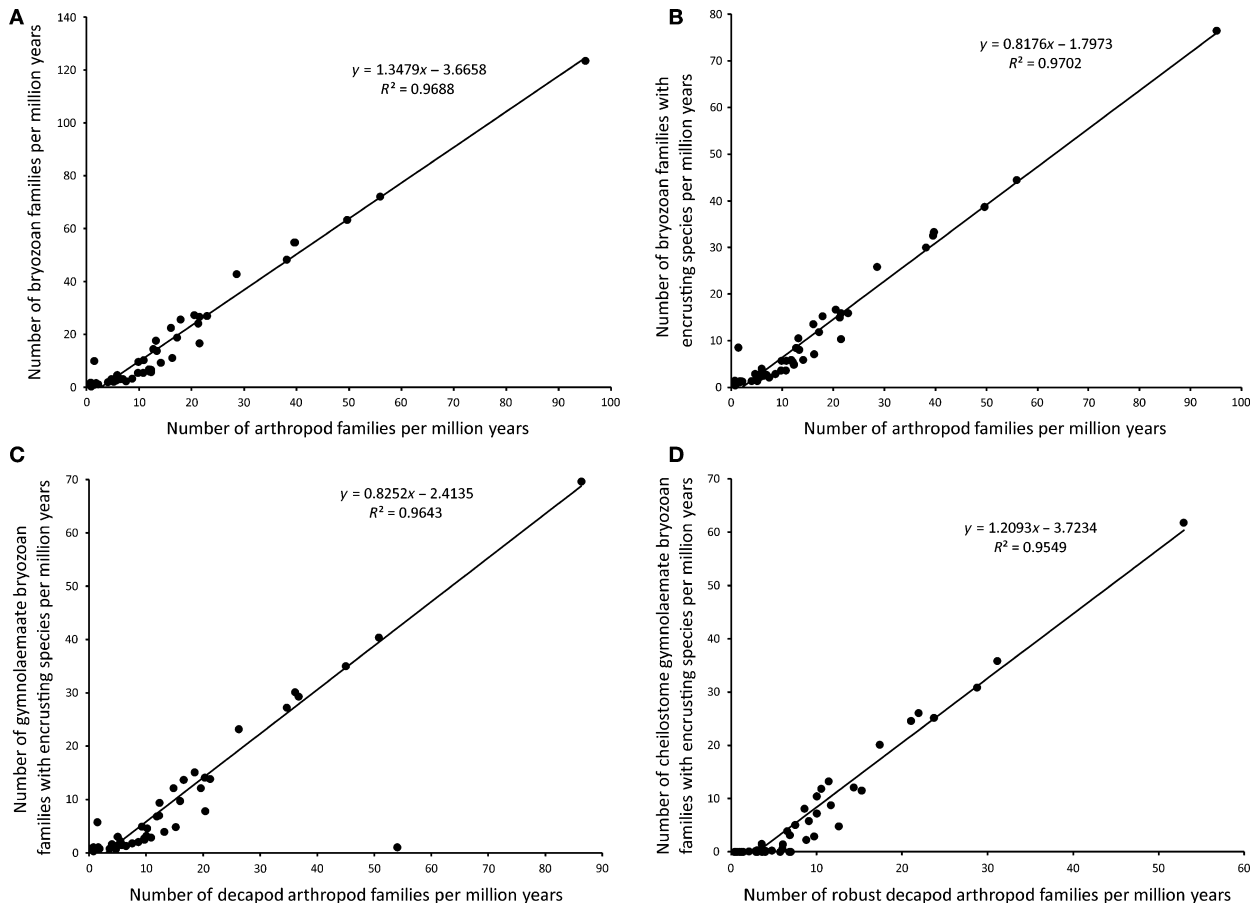 A
Number of bryozoan families per million years
140
120
100
80
60
40
20
0
y = 1.3479x – 3.6658
R² = 0.9688
0 10 20 30 40 50 60 70 80 90 100
Number of arthropod families per million years
B
Number of bryozoan families with
encrusting species per million years
80
70
60
50
40
30
20
10
0
y = 0.8176x – 1.7973
R² = 0.9702
0 10 20 30 40 50 60 70 80 90 100
Number of arthropod families per million years
C
Number of gymnolaemaate bryozoan
families with encrusting species per million years
70
60
50
40
30
20
10
0
y = 0.8252x – 2.4135
R² = 0.9643
0 10 20 30 40 50 60 70 80 90
Number of decapod arthropod families per million years
D
Number of cheilostome gymnolaemate bryozoan
families with encrusting species per million years
70
60
50
40
30
20
10
0
y = 1.2093x – 3.7234
R² = 0.9549
0 10 20 30 40 50 60
Number of robust decapod arthropod families per million years